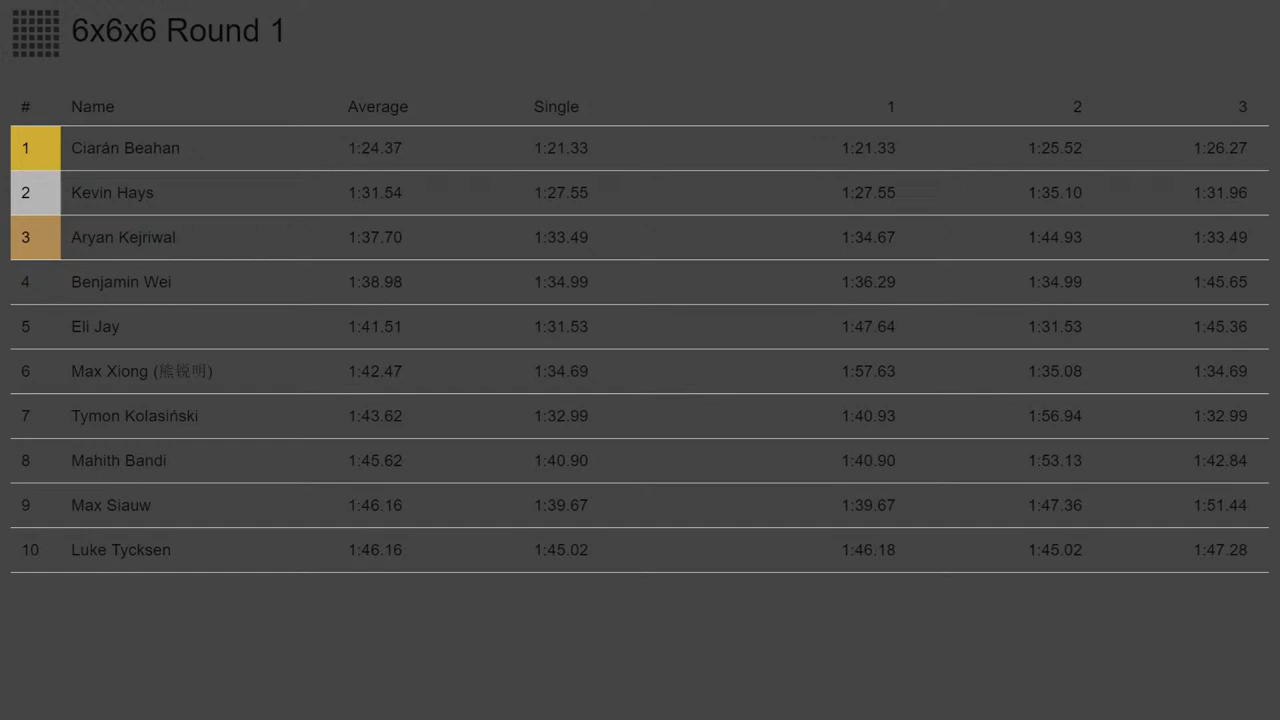 6x6x6 Round 1
# Name Average Single 1 2 3
1 Ciarán Beahan 1:24.37 1:21.33 1:21.33 1:25.52 1:26.27
2 Kevin Hays 1:31.54 1:27.55 1:27.55 1:35.10 1:31.96
3 Aryan Kejriwal 1:37.70 1:33.49 1:34.67 1:44.93 1:33.49
4 Benjamin Wei 1:38.98 1:34.99 1:36.29 1:34.99 1:45.65
5 Eli Jay 1:41.51 1:31.53 1:47.64 1:31.53 1:45.36
6 Max Xiong (熊锐明) 1:42.47 1:34.69 1:57.63 1:35.08 1:34.69
7 Tymon Kolasiński 1:43.62 1:32.99 1:40.93 1:56.94 1:32.99
8 Mahith Bandi 1:45.62 1:40.90 1:40.90 1:53.13 1:42.84
9 Max Siauw 1:46.16 1:39.67 1:39.67 1:47.36 1:51.44
10 Luke Tycksen 1:46.16 1:45.02 1:46.18 1:45.02 1:47.28